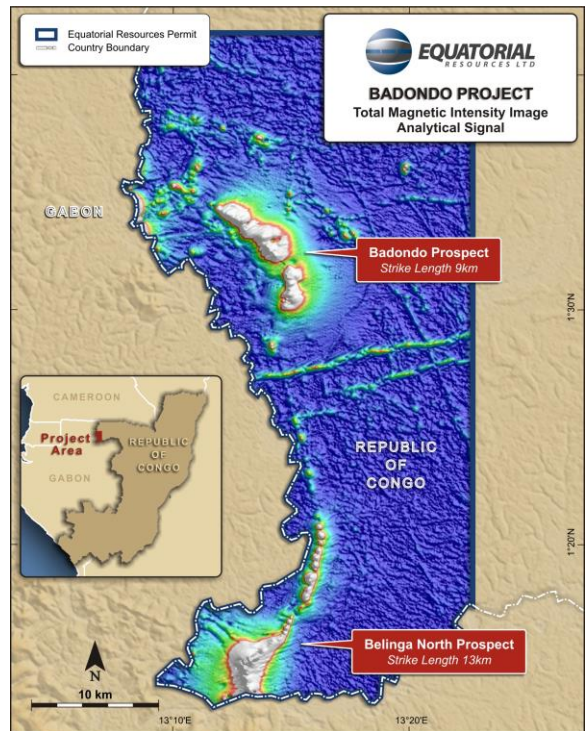 Equatorial Resources Permit
Country Boundary
EQUATORIAL
RESOURCES LTD
BADONDO PROJECT
Total Magnetic Intensity Image
Analytical Signal
GABON
Badondo Prospect
Strike Length 9km
1°30'N
CAMEROON
Project
Area
REPUBLIC
OF
CONGO
GABON
REPUBLIC
OF
CONGO
1°20'N
Belinga North Prospect
Strike Length 13km
N
10 km
13°10'E
13°20'E